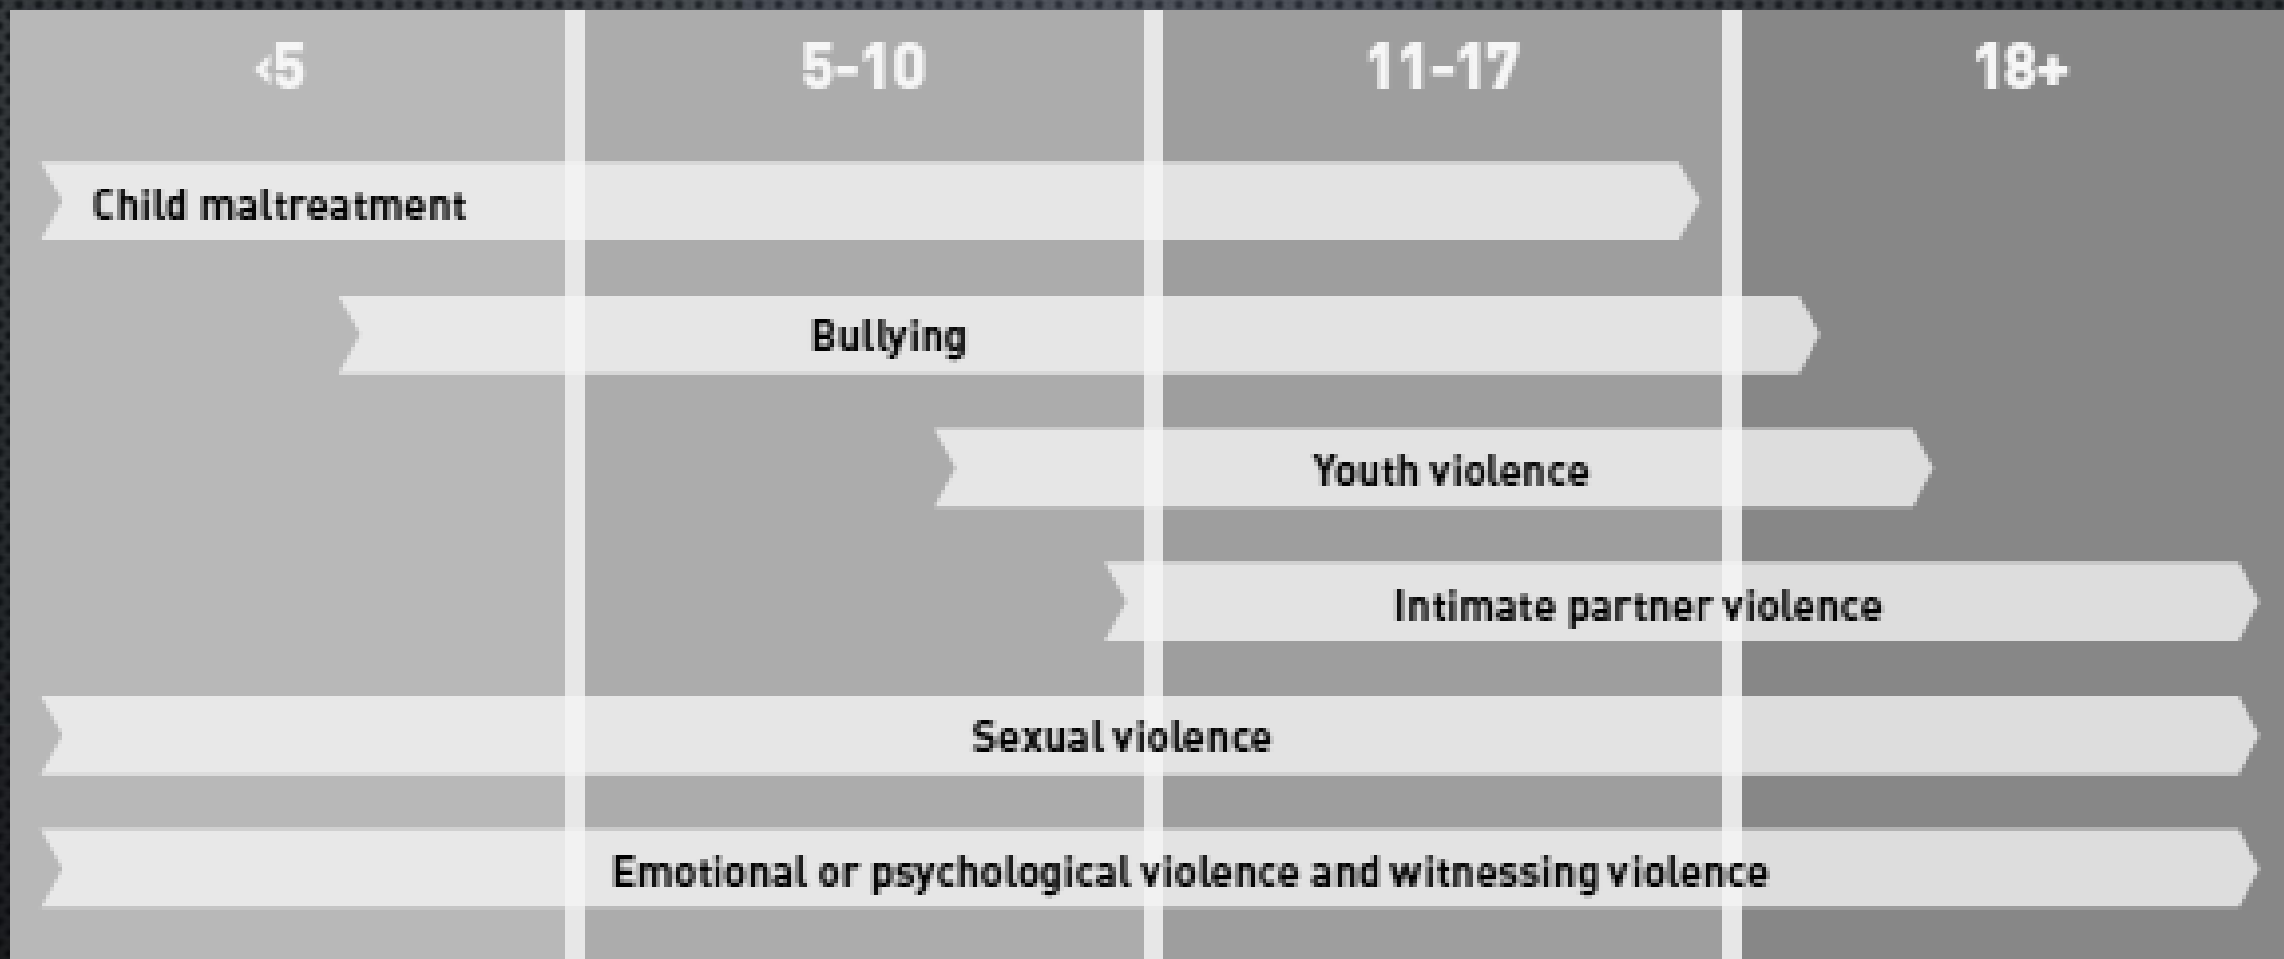 <5 5-10 11-17 18+
Child maltreatment
Bullying
Youth violence
Intimate partner violence
Sexual violence
Emotional or psychological violence and witnessing violence